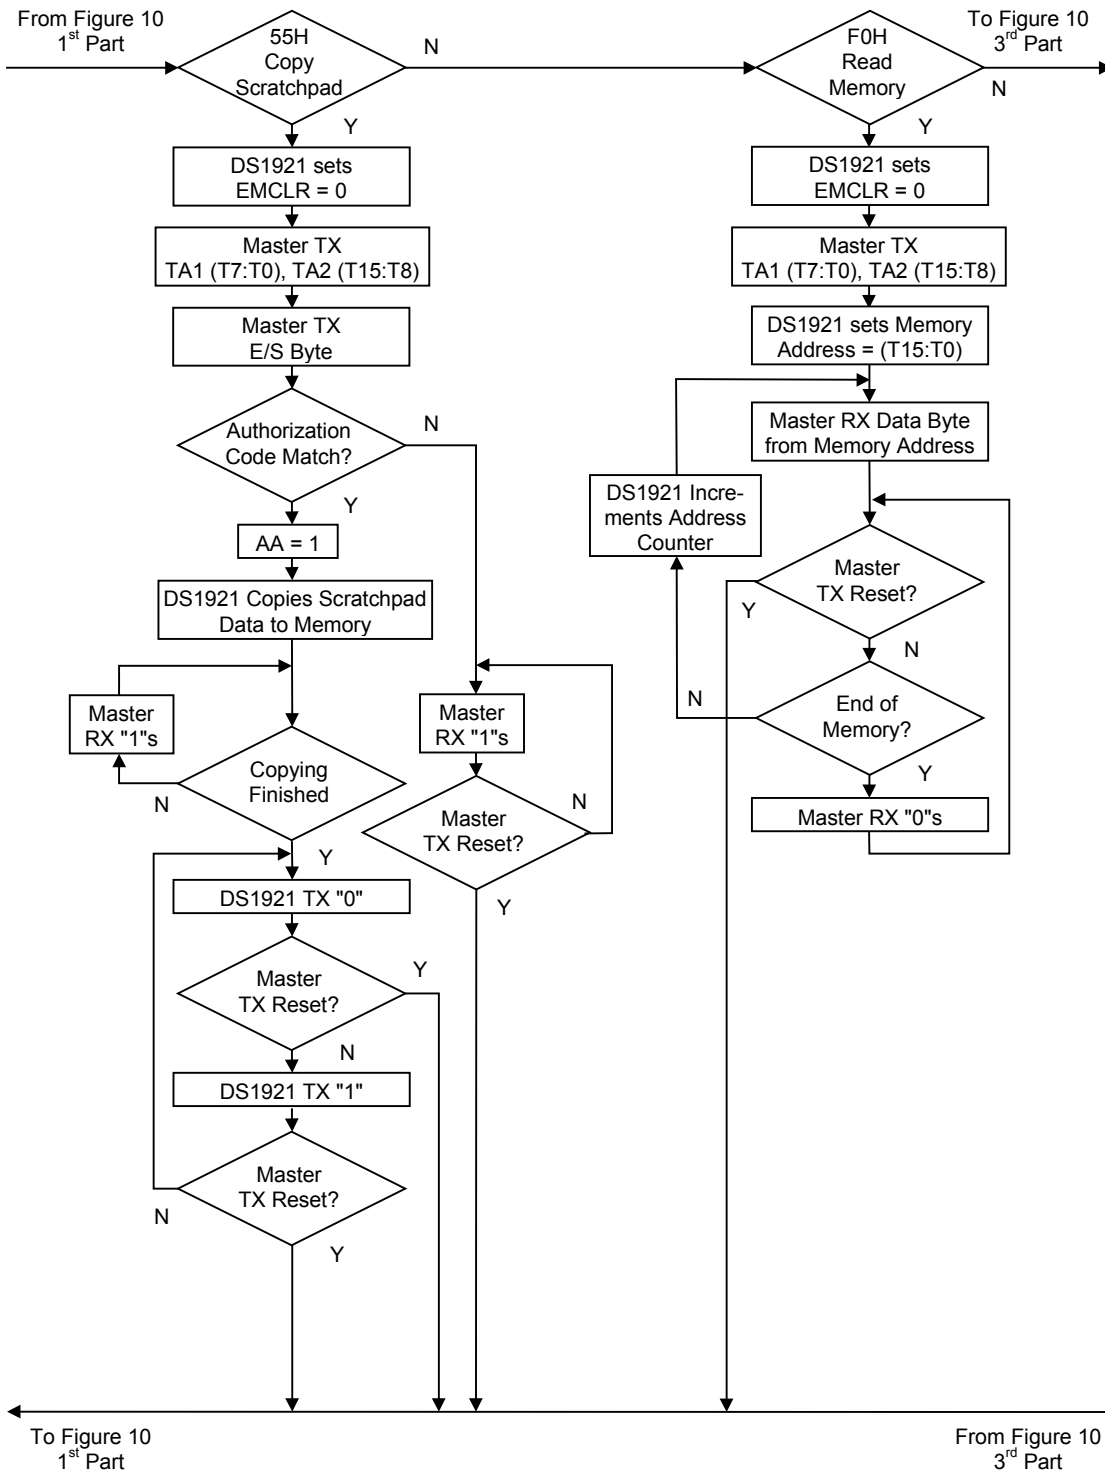 From Figure 10
1st Part
55H
Copy
Scratchpad
N
Y
F0H
Read
Memory
N
Y
To Figure 10
3rd Part
DS1921 sets
EMCLR = 0
Master TX
TA1 (T7:T0), TA2 (T15:T8)
Master TX
E/S Byte
Authorization
Code Match?
N
Y
AA = 1
DS1921 Copies Scratchpad
Data to Memory
Master
RX "1"s
Copying
Finished
N
Y
DS1921 TX "0"
Master
TX Reset?
Y
N
DS1921 TX "1"
Master
TX Reset?
N
Y
Master
RX "1"s
Master
TX Reset?
N
Y
DS1921 sets
EMCLR = 0
Master TX
TA1 (T7:T0), TA2 (T15:T8)
DS1921 sets Memory
Address = (T15:T0)
Master RX Data Byte
from Memory Address
DS1921 Incre-
ments Address
Counter
Master
TX Reset?
Y
N
End of
Memory?
N
Y
Master RX "0"s
To Figure 10
1st Part
From Figure 10
3rd Part